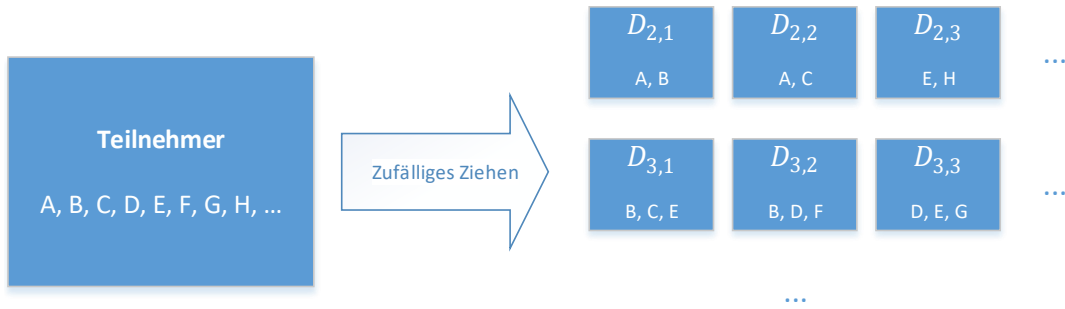 Teilnehmer
A, B, C, D, E, F, G, H, ...
Zufälliges Ziehen
D2,1
A, B
D2,2
A, C
D2,3
E, H
...
D3,1
B, C, E
D3,2
B, D, F
D3,3
D, E, G
...
...